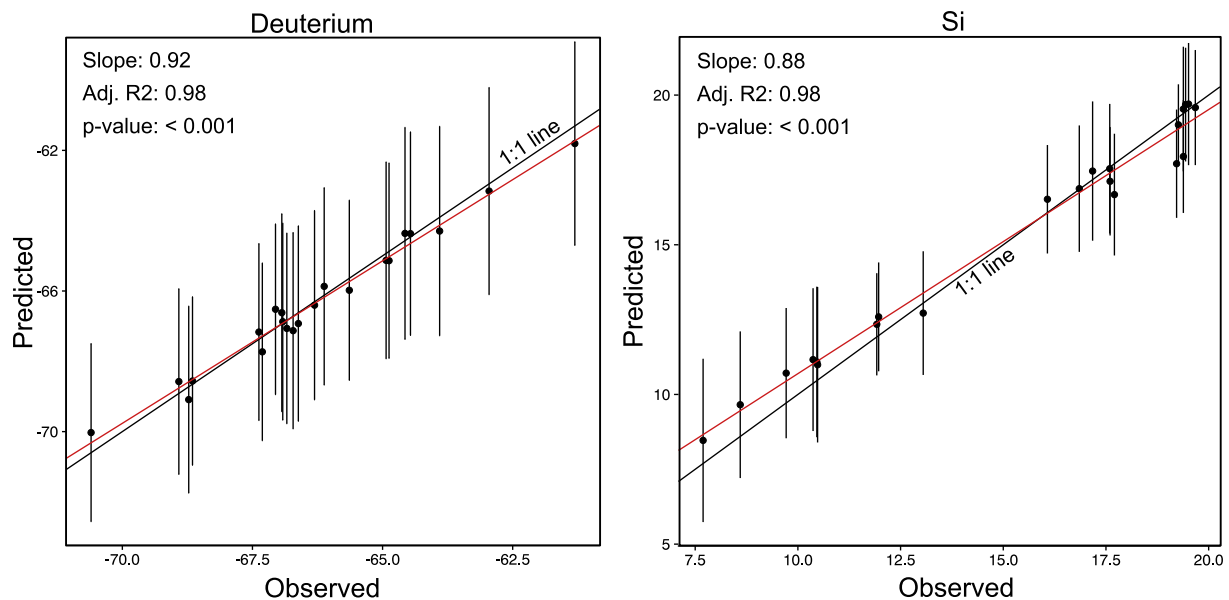 Deuterium
Slope: 0.92
Adj. R2: 0.98
p-value: < 0.001
1:1 line
-62
-66
-70
Predicted
-70.0
-67.5
-65.0
-62.5
Observed
Si
Slope: 0.88
Adj. R2: 0.98
p-value: < 0.001
1:1 line
20
15
10
5
Predicted
7.5
10.0
12.5
15.0
17.5
20.0
Observed